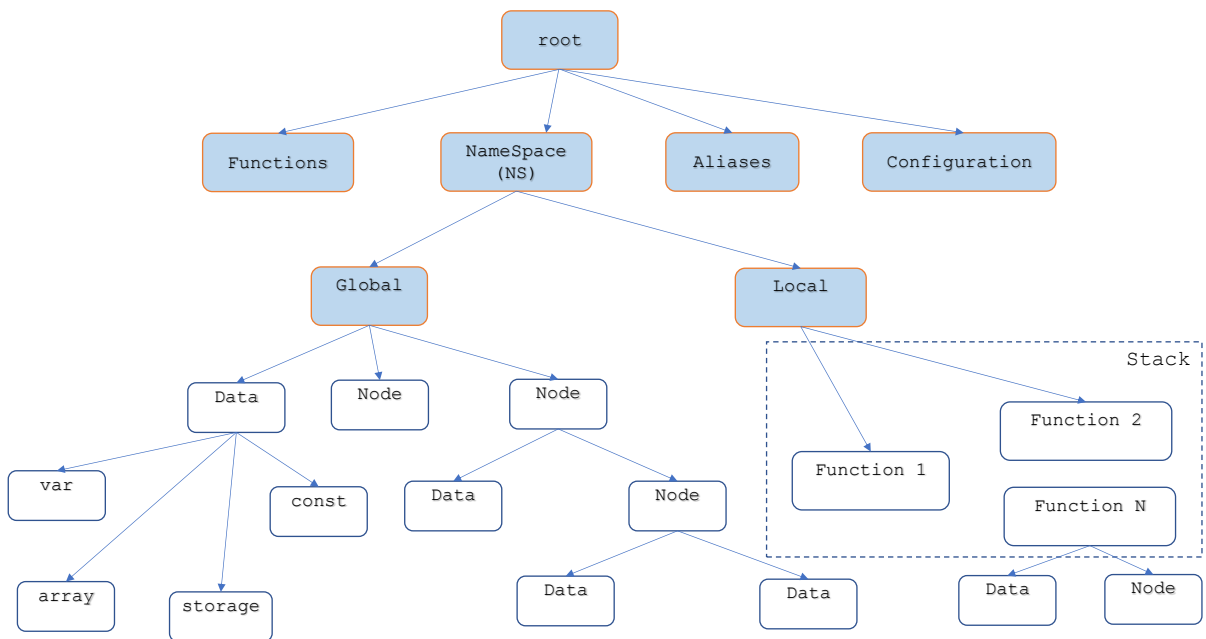 root
Functions
NameSpace
(NS)
Aliases
Configuration
Global
Local
Stack
Data
Node
Node
Function 2
Function 1
var
const
Data
Node
Function N
array
storage
Data
Data
Data
Node